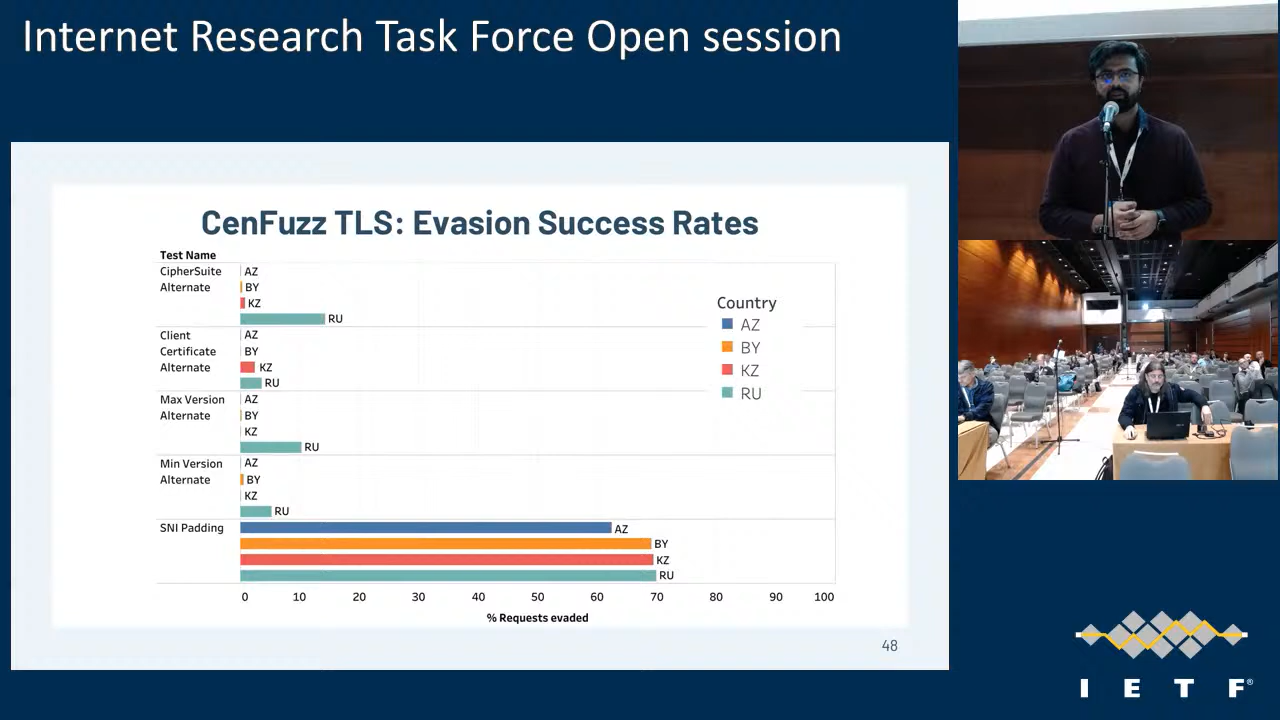 Internet Research Task Force Open session
CenFuzz TLS: Evasion Success Rates
Test Name
CipherSuite
Alternate
AZ
BY
KZ
RU
Client
Certificate
Alternate
AZ
BY
KZ
RU
Max Version
Alternate
AZ
BY
KZ
RU
Min Version
Alternate
AZ
BY
KZ
RU
SNI Padding
AZ
BY
KZ
RU
Country
AZ
BY
KZ
RU
0 10 20 30 40 50 60 70 80 90 100
% Requests evaded
48
I E T F®